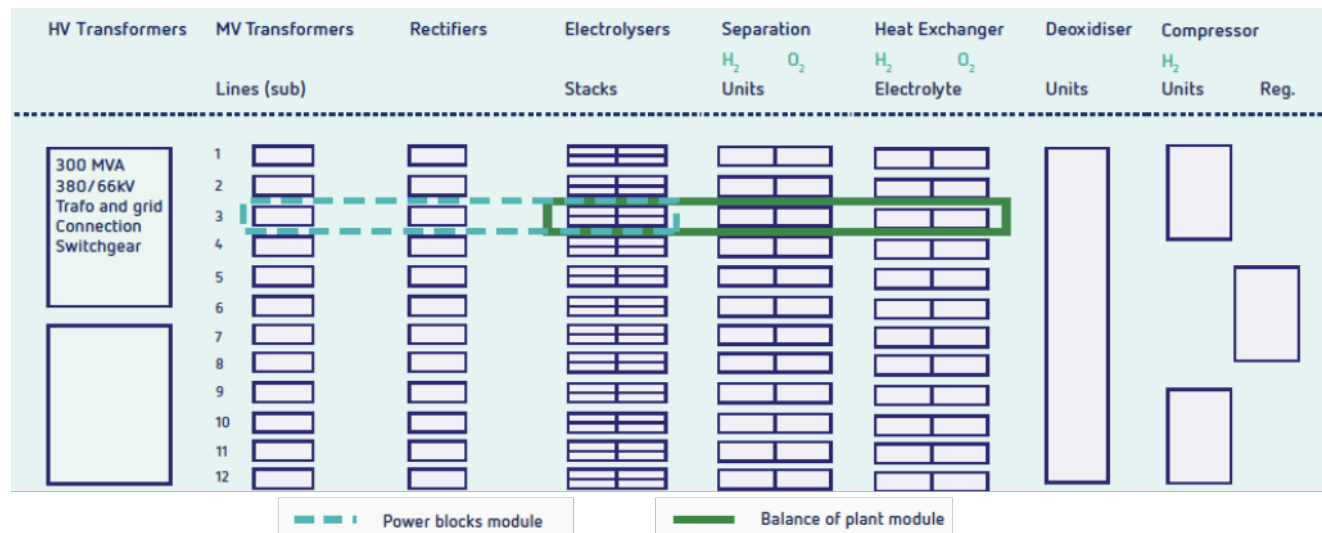 HV Transformers MV Transformers Rectifiers Electrolysers Separation Heat Exchanger Deoxidiser Compressor
H₂ O₂ H₂ O₂ H₂
Lines (sub) Stacks Units Electrolyte Units Units Reg.
300 MVA
380/66kV
Trafo and grid
Connection
Switchgear
1
2
3
4
5
6
7
8
9
10
11
12
Power blocks module Balance of plant module